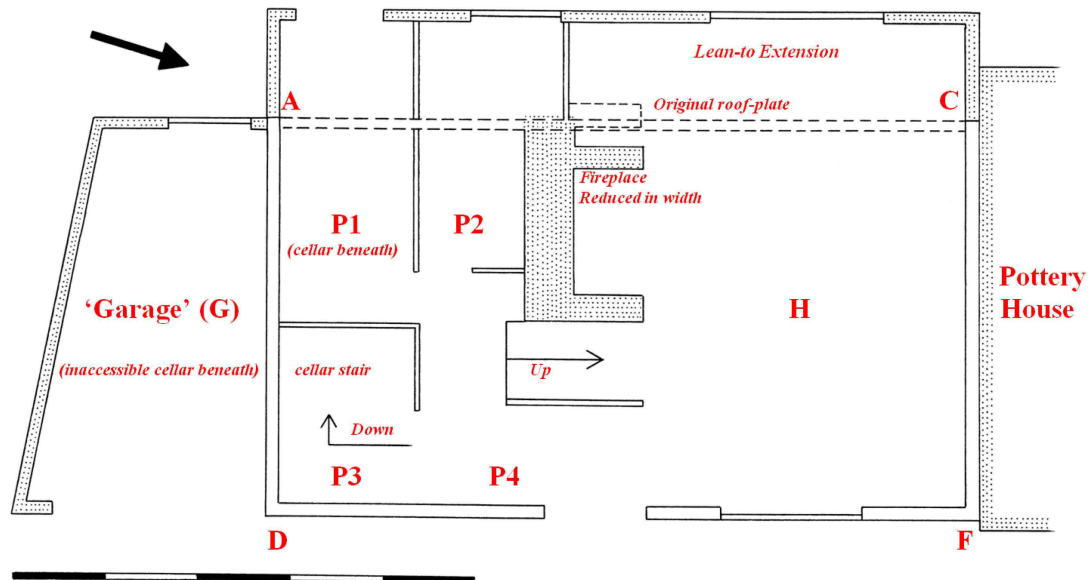 Lean-to Extension
A
Original roof-plate
C
Fireplace
Reduced in width
P1
(cellar beneath)
P2
‘Garage’ (G)
(inaccessible cellar beneath)
H
Pottery
House
cellar stair
Up
Down
P3
P4
D
F